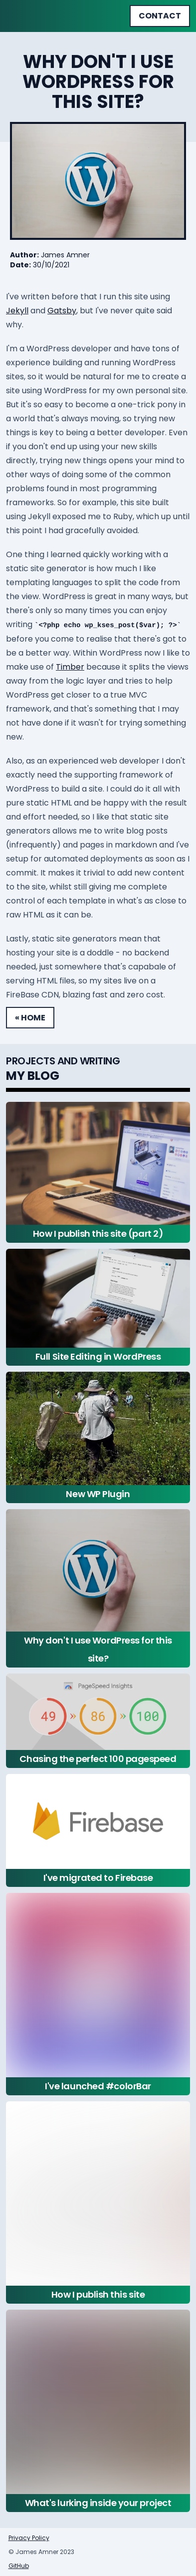 CONTACT
WHY DON'T I USE
WORDPRESS FOR
THIS SITE?
Author: James Amner
Date: 30/10/2021
I've written before that I run this site using
Jekyll and Gatsby, but I've never quite said
why.
I'm a WordPress developer and have tons of
experience building and running WordPress
sites, so it would be natural for me to create a
site using WordPress for my own personal site.
But it's so easy to become a one-trick pony in
a world that's always moving, so trying new
things is key to being a better developer. Even
if you don't end up using your new skills
directly, trying new things opens your mind to
other ways of doing some of the common
problems found in most programming
frameworks. So for example, this site built
using Jekyll exposed me to Ruby, which up until
this point I had gracefully avoided.
One thing I learned quickly working with a
static site generator is how much I like
templating languages to split the code from
the view. WordPress is great in many ways, but
there's only so many times you can enjoy
writing `<?php echo wp_kses_post($var); ?>`
before you come to realise that there's got to
be a better way. Within WordPress now I like to
make use of Timber because it splits the views
away from the logic layer and tries to help
WordPress get closer to a true MVC
framework, and that's something that I may
not have done if it wasn't for trying something
new.
Also, as an experienced web developer I don't
exactly need the supporting framework of
WordPress to build a site. I could do it all with
pure static HTML and be happy with the result
and effort needed, so I like that static site
generators allows me to write blog posts
(infrequently) and pages in markdown and I've
setup for automated deployments as soon as I
commit. It makes it trivial to add new content
to the site, whilst still giving me complete
control of each template in what's as close to
raw HTML as it can be.
Lastly, static site generators mean that
hosting your site is a doddle - no backend
needed, just somewhere that's capable of
serving HTML files, so my sites live on a
FireBase CDN, blazing fast and zero cost.
« HOME
PROJECTS AND WRITING
MY BLOG
How I publish this site (part 2)
Full Site Editing in WordPress
New WP Plugin
Why don't I use WordPress for this
site?
PageSpeed Insights
49 » 86 » 100
Chasing the perfect 100 pagespeed
Firebase
I've migrated to Firebase
I've launched #colorBar
How I publish this site
What's lurking inside your project
Privacy Policy
© James Amner 2023
GitHub